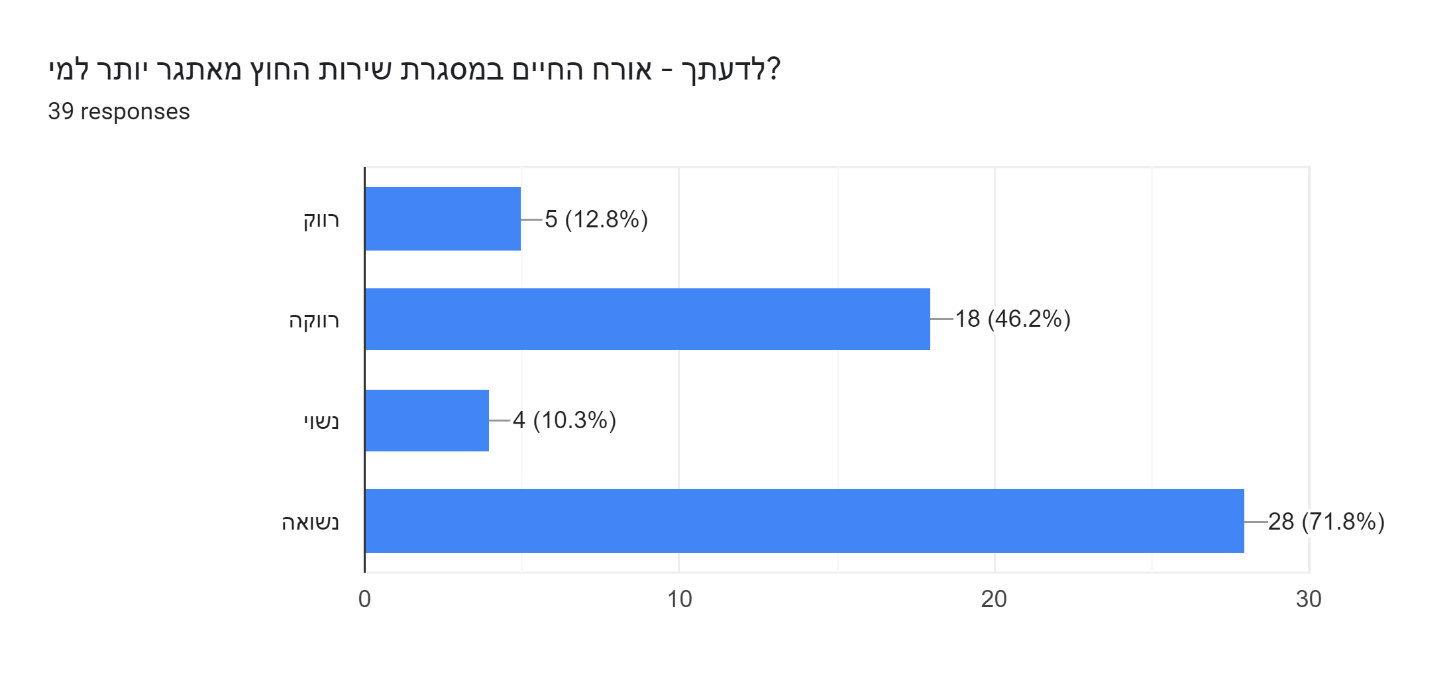 לדעתך - אורח החיים במסגרת שירות החוץ מאתגר יותר למי?
39 responses
רווק
5 (12.8%)
רווקה
18 (46.2%)
נשוי
4 (10.3%)
נשואה
28 (71.8%)
0 10 20 30